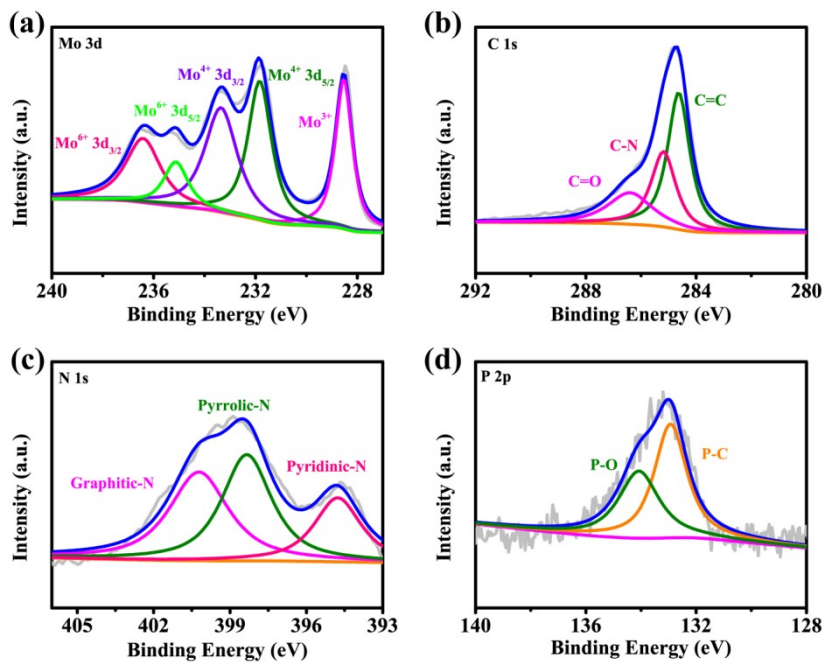 (a)
Mo 3d
Mo⁶⁺ 3d₃/₂
Mo⁶⁺ 3d₅/₂
Mo⁴⁺ 3d₃/₂
Mo⁴⁺ 3d₅/₂
Mo³⁺
Intensity (a.u.)
240 236 232 228
Binding Energy (eV)
(b)
C 1s
C=C
C-N
C=O
Intensity (a.u.)
292 288 284 280
Binding Energy (eV)
(c)
N 1s
Pyrrolic-N
Graphitic-N
Pyridinic-N
Intensity (a.u.)
405 402 399 396 393
Binding Energy (eV)
(d)
P 2p
P-O
P-C
Intensity (a.u.)
140 136 132 128
Binding Energy (eV)